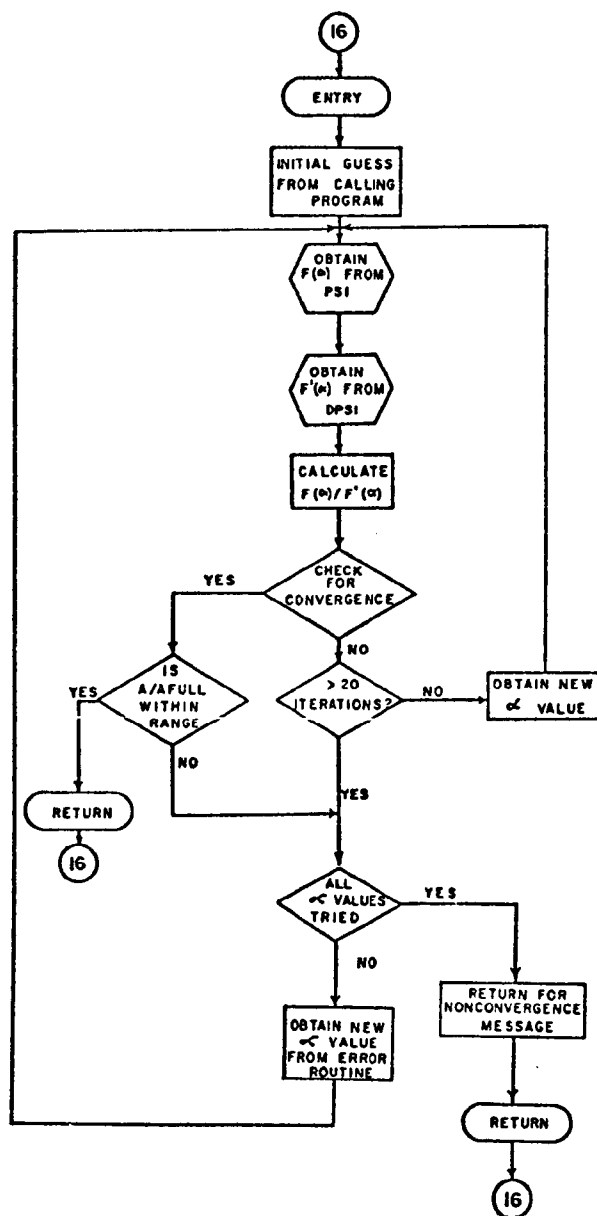 16
ENTRY
INITIAL GUESS
FROM CALLING
PROGRAM
OBTAIN
F(α) FROM
PSI
OBTAIN
F'(α) FROM
DPSI
CALCULATE
F(α)/F'(α)
CHECK
FOR
CONVERGENCE
YES
NO
IS
A/AFULL
WITHIN
RANGE
YES
NO
> 20
ITERATIONS?
NO
OBTAIN NEW
α VALUE
YES
RETURN
16
ALL
α VALUES
TRIED
YES
NO
RETURN FOR
NONCONVERGENCE
MESSAGE
OBTAIN NEW
α VALUE
FROM ERROR
ROUTINE
RETURN
16